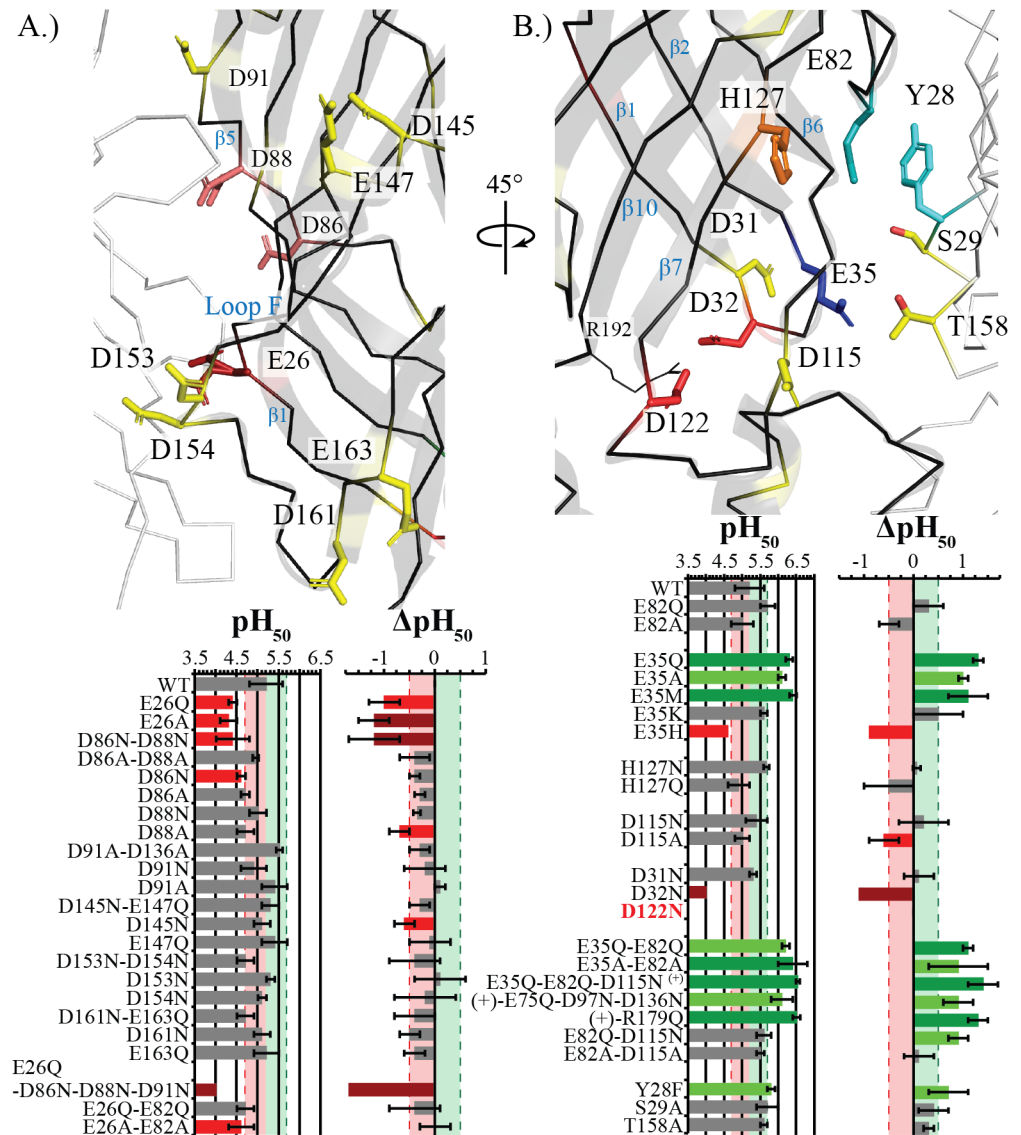 A.)
D91
β5
D88
D145
E147
D86
Loop F
D153
E26
β1
D154
E163
D161
45°
B.)
β2
E82
Y28
H127
β1
β6
β10
D31
S29
β7
E35
D32
T158
R192
D115
D122
pH50 ΔpH50
3.5 4.5 5.5 6.5 -1 0 1
WT
E26Q
E26A
D86N-D88N
D86A-D88A
D86N
D86A
D88N
D88A
D91A-D136A
D91N
D91A
D145N-E147Q
D145N
E147Q
D153N-D154N
D153N
D154N
D161N-E163Q
D161N
E163Q
E26Q
-D86N-D88N-D91N
E26Q-E82Q
E26A-E82A
pH50 ΔpH50
3.5 4.5 5.5 6.5 0 1
WT
E82Q
E82A
E35Q
E35A
E35M
E35K
E35H
H127N
H127Q
D115N
D115A
D31N
D32N
D122N
E35Q-E82Q
E35A-E82A
E35Q-E82Q-D115N (+)
(+)-E75Q-D97N-D136N
(+)-R179Q
E82Q-D115N
E82A-D115A
Y28F
S29A
T158A